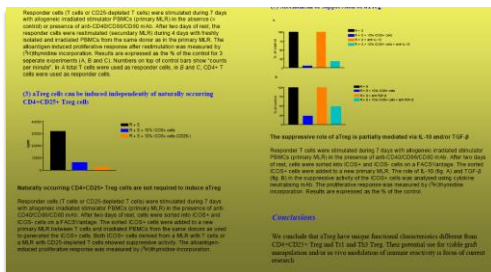 Responder cells (T cells or CD25-depleted T cells) were stimulated during 7 days
with allogeneic irradiated stimulator PBMCs (primary MLR) in the absence (=
control) or presence of anti-CD40/CD86/CD80 mAb. After two days of rest, the
responder cells were restimulated (secundary MLR) during 4 days with freshly
isolated and irradiated PBMCs from the same donor as in the primary MLR. The
alloantigen induced proliferative response after restimulation was measured by
(³H)thymidine incorporation. Results are expressed as the % of the control for 3
seperate experiments (A, B and C). Numbers on top of control bars show "counts
per minute". In A total T cells were used as responder cells, in B and C, CD4+ T
cells were used as responder cells.
(3) aTreg cells can be induced independently of naturally occurring
CD4+CD25+ Treg cells
R + S
Naturally occurring CD4+CD25+ Treg cells are not required to induce aTreg
Responder cells (T cells or CD25-depleted T cells) were stimulated during 7 days
with allogeneic irradiated stimulator PBMCs (primary MLR) in the presence of anti-
CD40/CD86/CD80 mAb. After two days of rest, cells were sorted into ICOS+ and
ICOS- cells on a FACSVantage. The sorted ICOS+ cells were added to a new
primary MLR between T cells and irradiated PBMCs from the same donors as used
to generated the ICOS+ cells. Both ICOS+ cells derived from a MLR with T cells or
a MLR with CD25-depleted T cells showed suppressive activity. The alloantigen-
induced proliferative response was measured by (³H)thymidine-incorporation.
A
R + S
B
R + S
The suppressive role of aTreg is partially mediated via IL-10 and/or TGF-β
T cells were stimulated during 7 days with allogeneic irradiated stimulator
PBMCs (primary MLR) in the presence of anti-CD40/CD86/CD80 mAb. After two days
of rest, cells were sorted into ICOS+ and ICOS- cells on a FACSVantage. The sorted
ICOS+ cells were added to a new MLR. The role of IL-10 (fig. A) and TGF-β
(fig. B) in the suppressive activity of the ICOS+ cells was analysed using cytokine
neutralising mAb. The proliferative response was measured by (³H)thymidine
incorporation. Results are expressed as the % of the control.
Conclusions
We conclude that aTreg have unique functional characteristics different from
CD4+CD25+ Treg and Tr1 and Th3 Treg. Their potential use for viable graft
manipulation and/or in vivo modulation of immune reactivity is focus of current
research